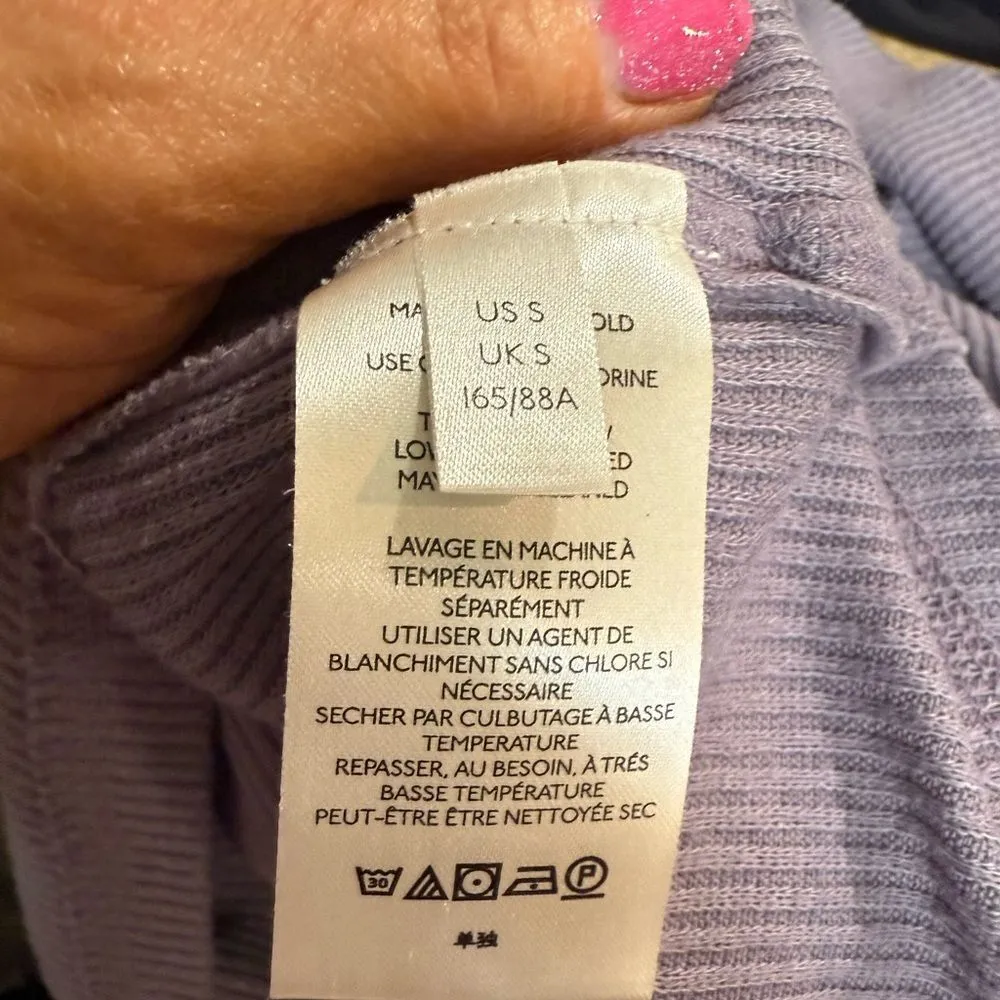 US S
UK S
165/88A
MA
OLD
USE
ORINE
LOW
ED
MAY
LAVAGE EN MACHINE À
TEMPÉRATURE FROIDE
SÉPARÉMENT
UTILISER UN AGENT DE
BLANCHIMENT SANS CHLORE SI
NÉCESSAIRE
SECHER PAR CULBUTAGE À BASSE
TEMPERATURE
REPASSER, AU BESOIN, À TRÉS
BASSE TEMPÉRATURE
PEUT-ÊTRE ÊTRE NETTOYÉE SEC
30 P
单独